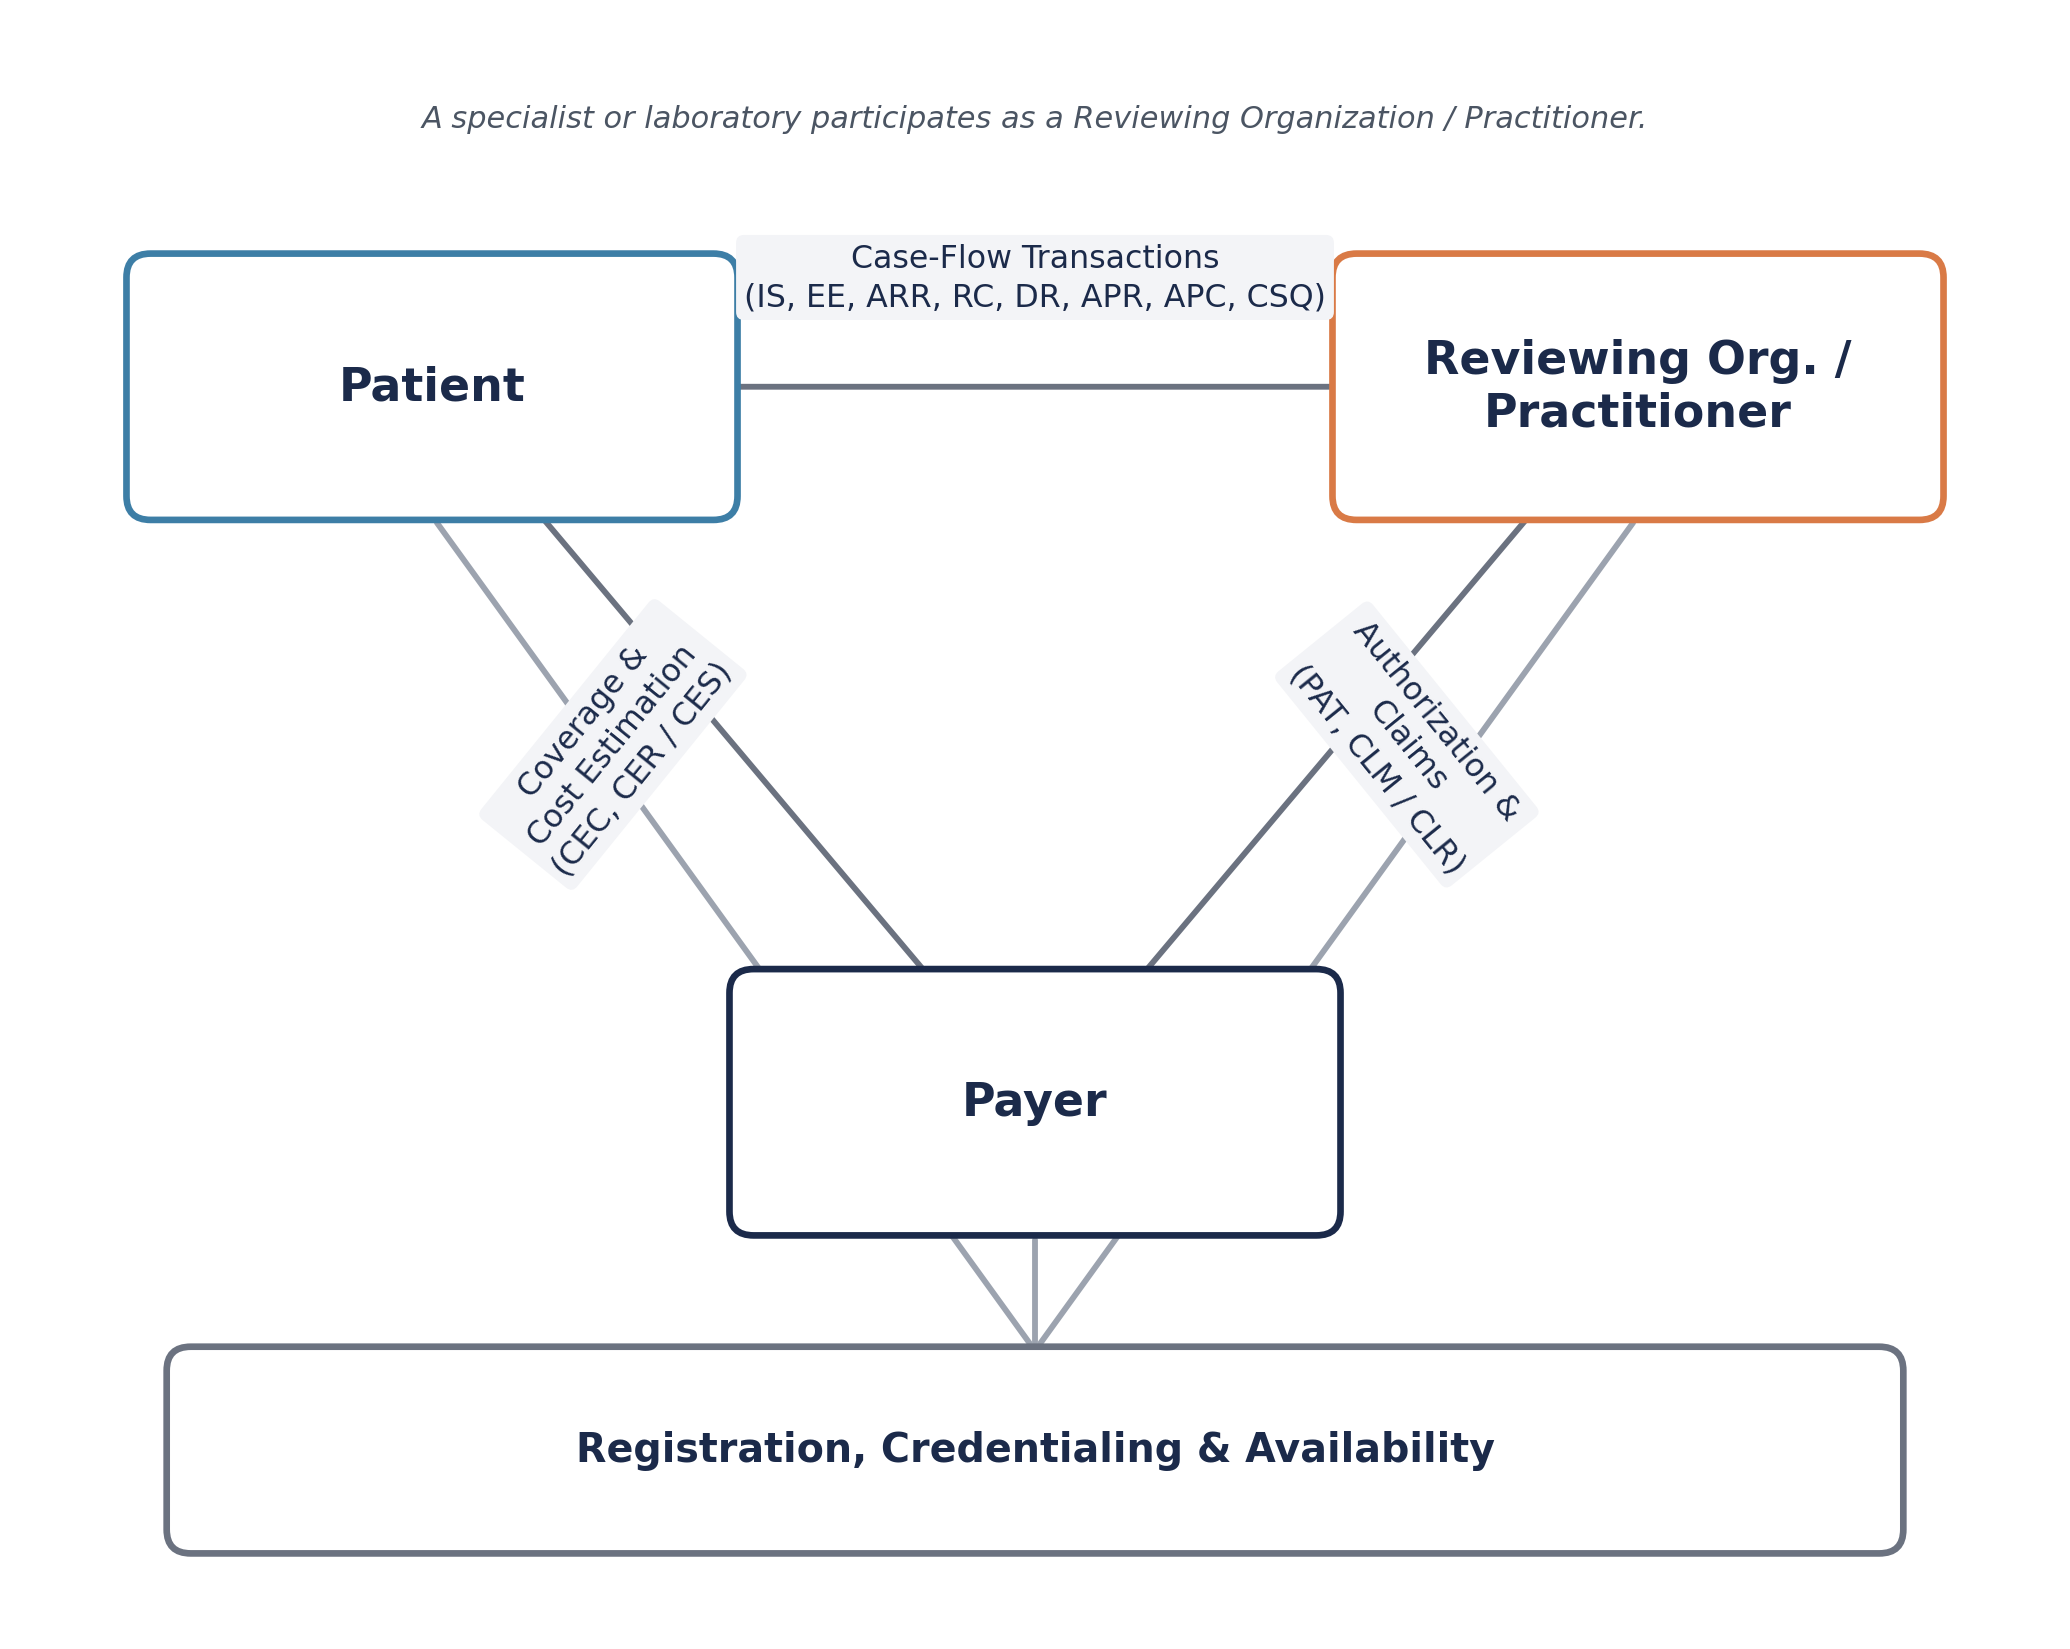 A specialist or laboratory participates as a Reviewing Organization / Practitioner.
Case-Flow Transactions
(IS, EE, ARR, RC, DR, APR, APC, CSQ)
Patient
Reviewing Org. /
Practitioner
Coverage &
Cost Estimation
(CEC, CER / CES)
Authorization &
Claims
(PAT, CLM / CLR)
Payer
Registration, Credentialing & Availability